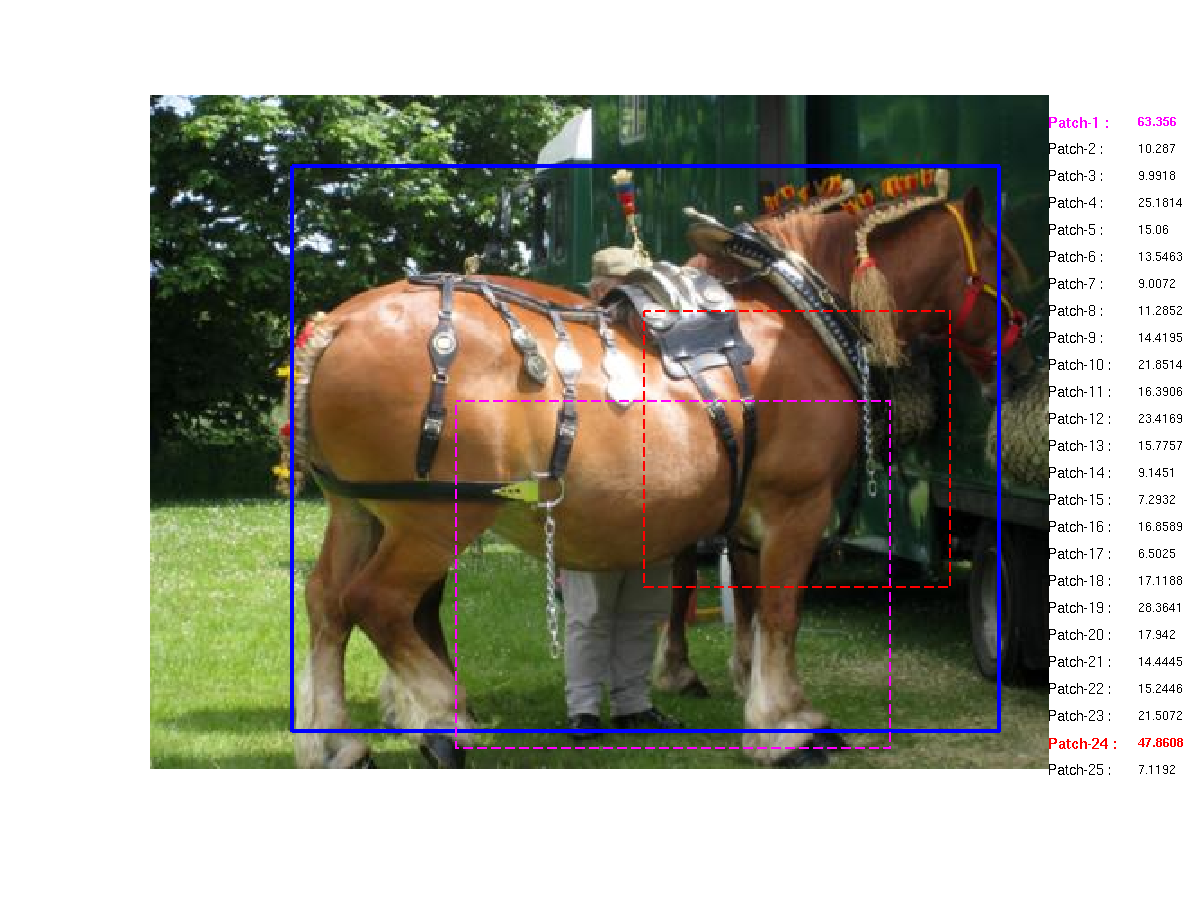 Patch-1 : 63.356
Patch-2 : 10.287
Patch-3 : 9.9918
Patch-4 : 25.1814
Patch-5 : 15.06
Patch-6 : 13.5463
Patch-7 : 9.0072
Patch-8 : 11.2852
Patch-9 : 14.4195
Patch-10 : 21.8514
Patch-11 : 16.3906
Patch-12 : 23.4169
Patch-13 : 15.7757
Patch-14 : 9.1451
Patch-15 : 7.2932
Patch-16 : 16.8589
Patch-17 : 6.5025
Patch-18 : 17.1188
Patch-19 : 28.3641
Patch-20 : 17.942
Patch-21 : 14.4445
Patch-22 : 15.2446
Patch-23 : 21.5072
Patch-24 : 47.8608
Patch-25 : 7.1192